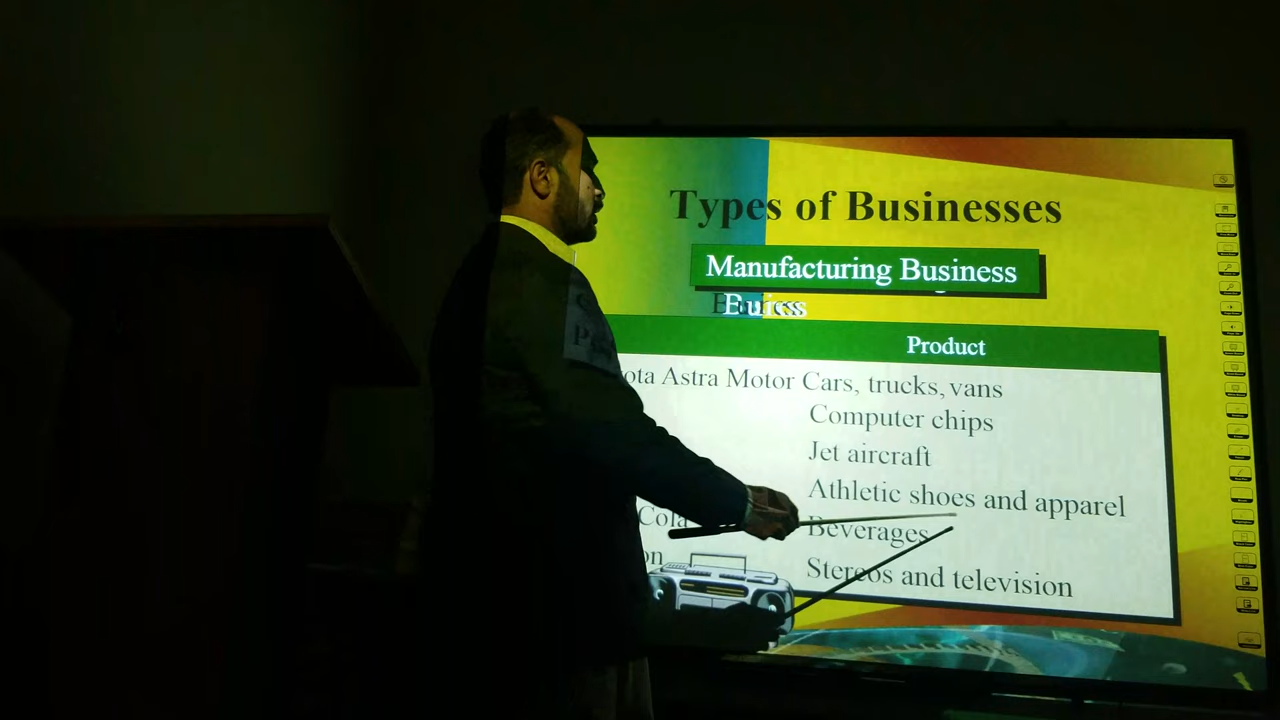 Types of Businesses
Manufacturing Business
Product
ota Astra Motor Cars, trucks, vans
Computer chips
Jet aircraft
Athletic shoes and apparel
Cola Beverages
on Stereos and television